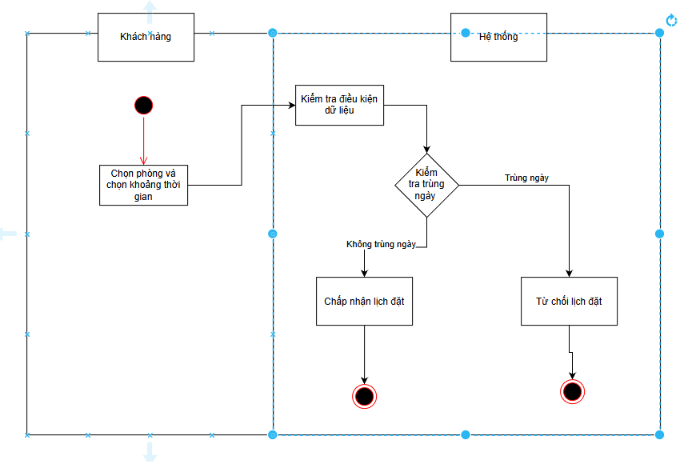 Khách hàng
Hệ thống
Kiểm tra điều kiện
dữ liệu
Chọn phòng và
chọn khoảng thời
gian
Kiểm
tra trùng
ngày
Trùng ngày
Không trùng ngày
Chấp nhận lịch đặt
Từ chối lịch đặt